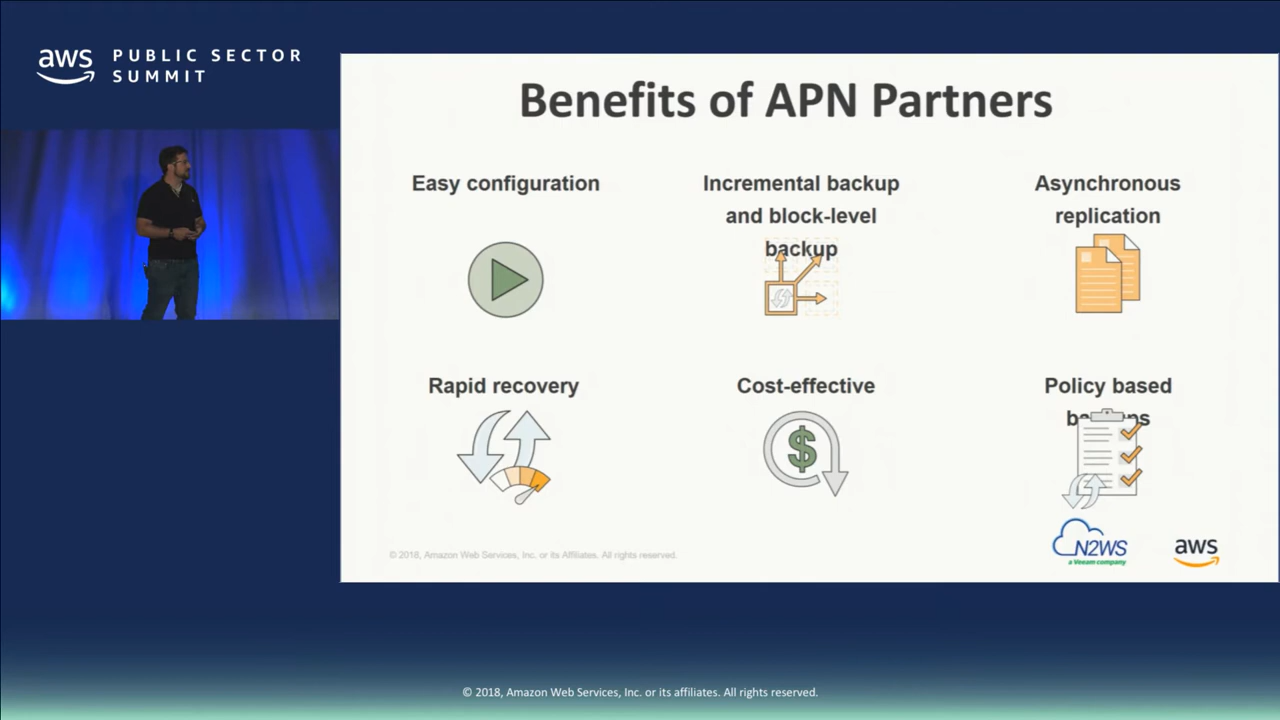 aws
PUBLIC SECTOR
SUMMIT
Benefits of APN Partners
Easy configuration
Incremental backup
and block-level
backup
Asynchronous
replication
Rapid recovery
Cost-effective
Policy based
backups
© 2018, Amazon Web Services, Inc. or its Affiliates. All rights reserved.
N2WS
a Veeam company
aws
© 2018, Amazon Web Services, Inc. or its affiliates. All rights reserved.